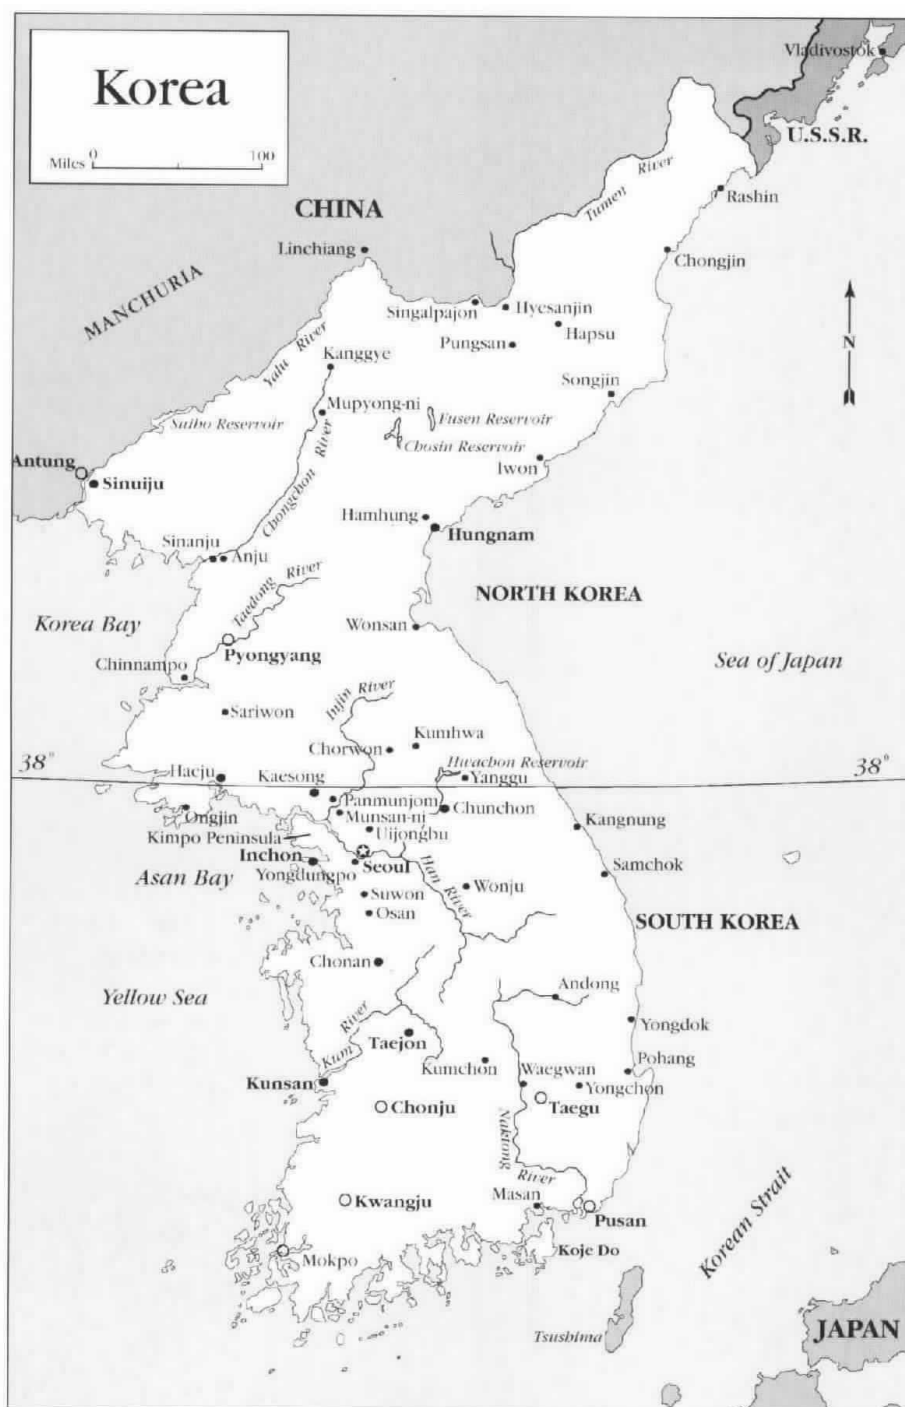 Korea
Miles 0 100
Vladivostok
U.S.S.R.
Tumen River
Rashin
CHINA
Linchiang
Chongjin
MANCHURIA
Singalpajon
Hyesanjin
Hapsu
Pungsan
N
Yalu River
Kanggye
Songjin
Mupyong-ni
Fusen Reservoir
Suiho Reservoir
Chosin Reservoir
Iwon
Antung
Sinuiju
Chongchon River
Hamhung
Hungnam
Sinanju
Anju
Taedong River
NORTH KOREA
Korea Bay
Wonsan
Pyongyang
Sea of Japan
Chinnampo
Injin River
Sariwon
Kumhwa
Chorwon
38°
38°
Hwachon Reservoir
Haeju
Kaesong
Yanggu
Panmunjom
Chunchon
Ongjin
Munsan-ni
Kangnung
Kimpo Peninsula
Uijongbu
Inchon
Seoul
Asan Bay
Yongdungpo
Han River
Samchok
Suwon
Wonju
Osan
SOUTH KOREA
Chonan
Andong
Yellow Sea
Kum River
Yongdok
Taejon
Kumchon
Waegwan
Pohang
Kunsan
Yongchon
Chonju
Taegu
Naktong River
Kwangju
Masan
Pusan
Korean Strait
Koje Do
Mokpo
Tsushima
JAPAN